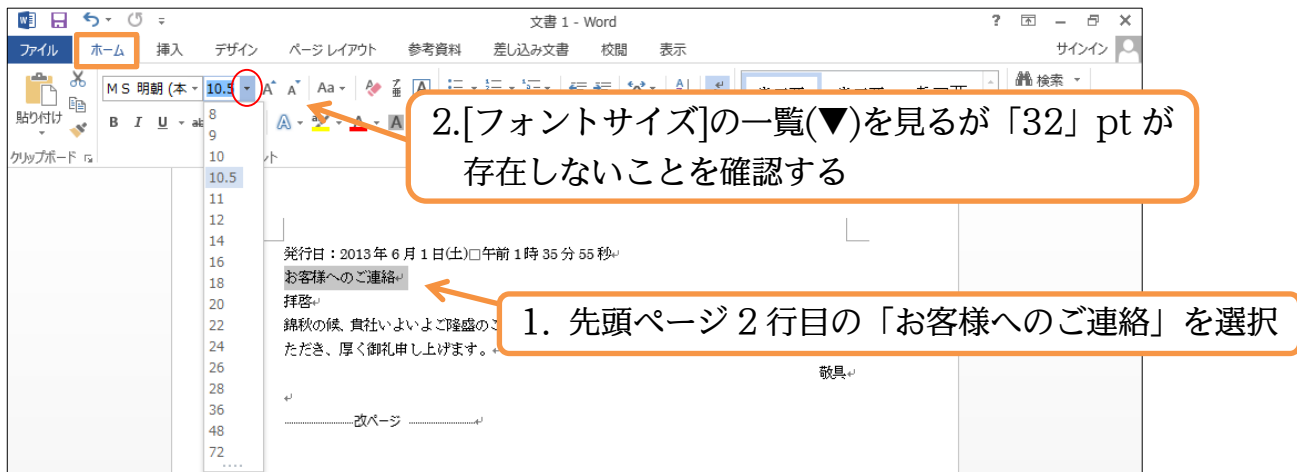 文書 1 - Word
サインイン
ファイル ホーム 挿入 デザイン ページ レイアウト 参考資料 差し込み文書 校閲 表示
貼り付け
ＭＳ 明朝 (本 10.5 Aa
検索
B I U
クリップボード
2.[フォントサイズ]の一覧(▼)を見るが「32」pt が
存在しないことを確認する
8
9
10
10.5
11
12
14
16
18
20
22
24
26
28
36
48
72
発行日：2013年 6 月 1 日(土)□午前 1 時 35 分 55 秒↵
お客様へのご連絡↵
拝啓↵
錦秋の候、貴社いよいよご隆盛の
ただき、厚く御礼申し上げます。↵
敬具↵
↵
改ページ
1. 先頭ページ 2 行目の「お客様へのご連絡」を選択